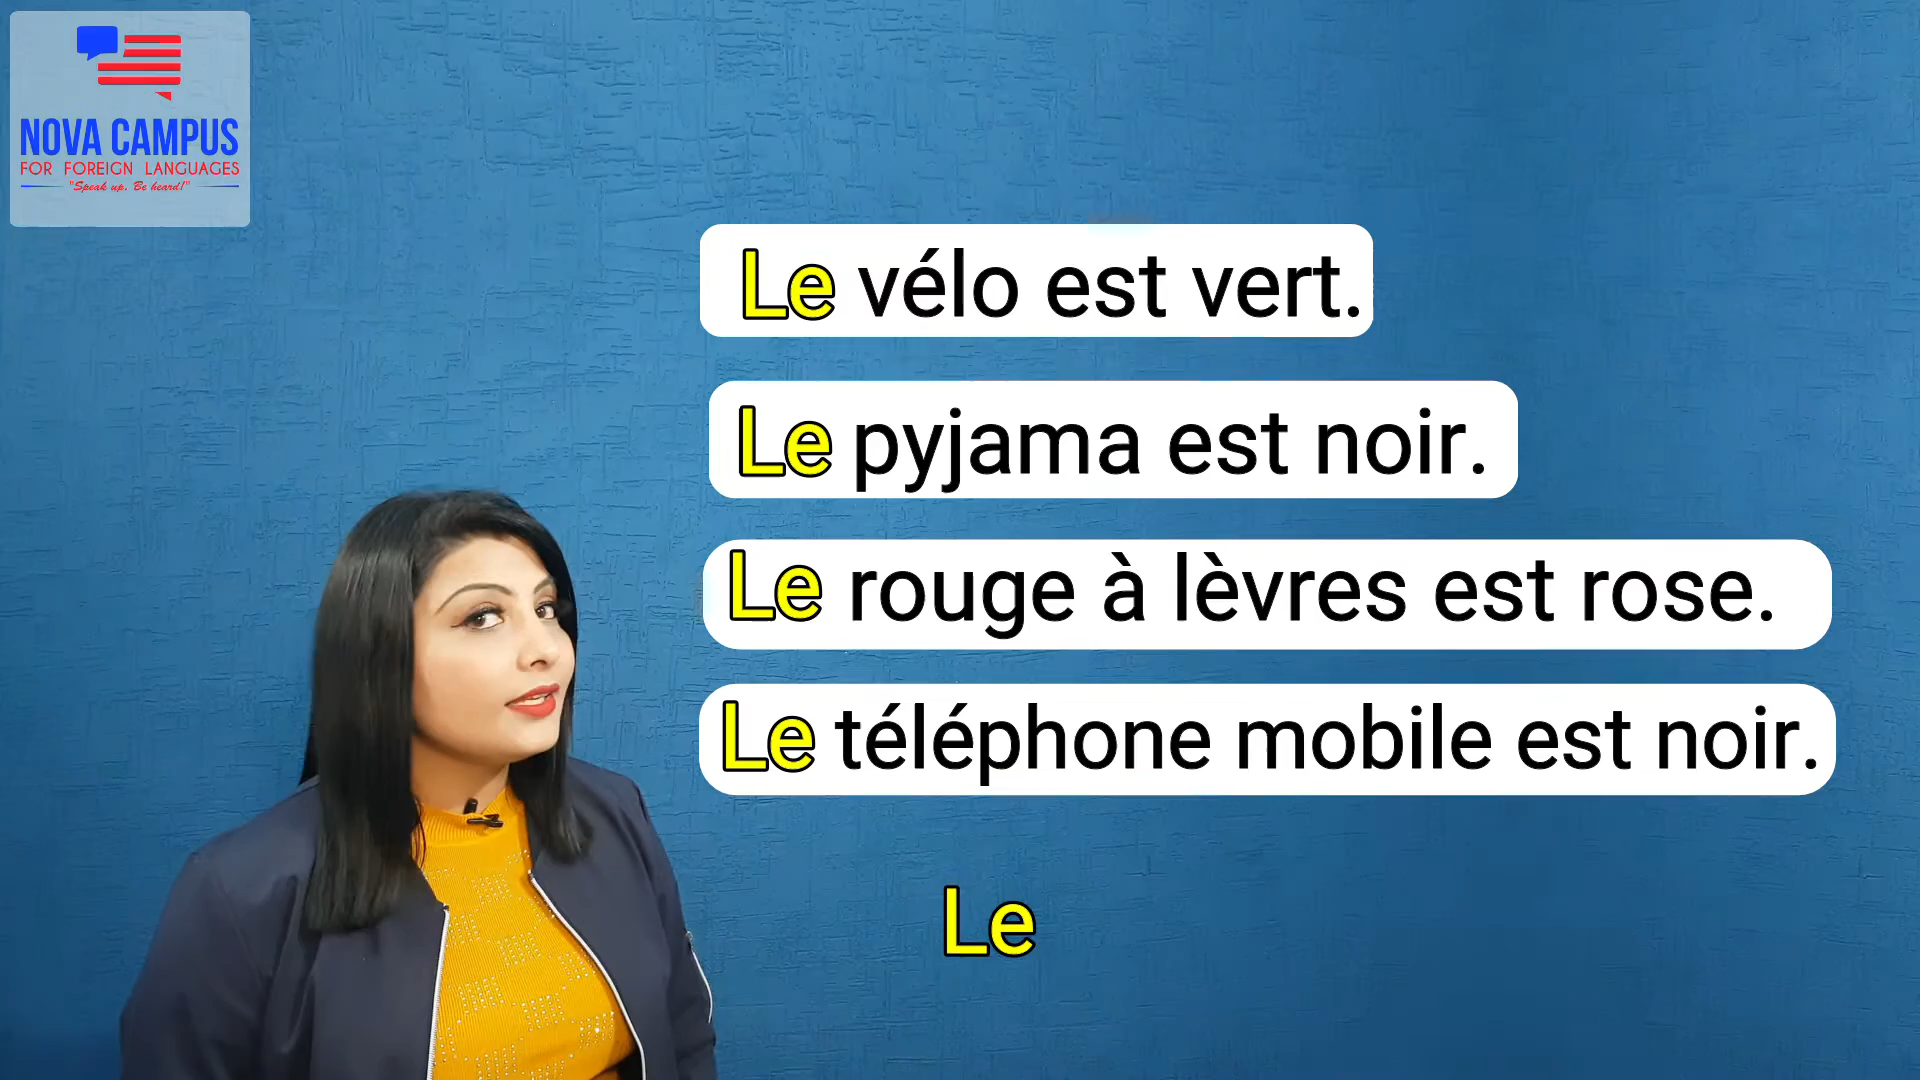 NOVA CAMPUS
FOR FOREIGN LANGUAGES
"Speak up. Be heard!"
Le vélo est vert.
Le pyjama est noir.
Le rouge à lèvres est rose.
Le téléphone mobile est noir.
Le